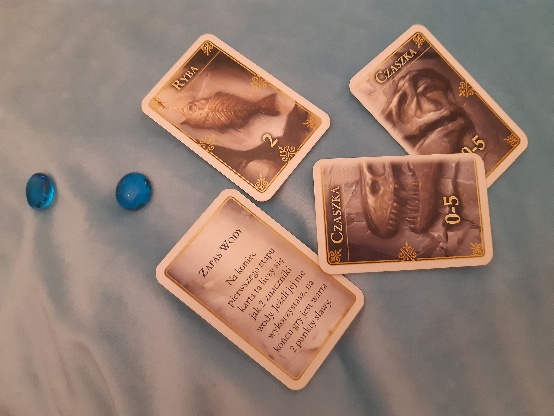 Ryba
2
Czaszka
0-5
Czaszka
0-5
Zapas Wody
Na koniec
pierwszego etapu
karta ta liczy się
jak 2 znaczniki
wody. Jeżeli jej nie
wykorzystasz, na
końcu gry jest warta
2 punkty sławy.